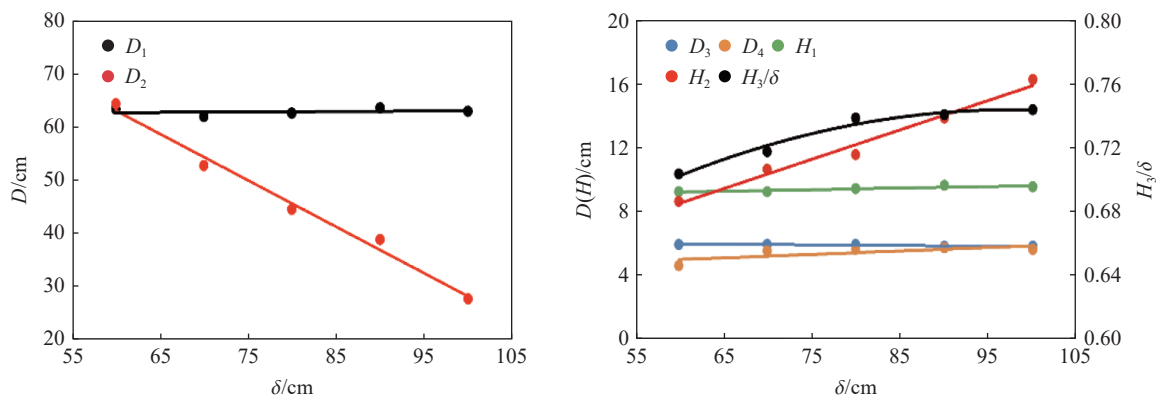 80
70
60
50
40
30
20
D/cm
D₁
D₂
55 65 75 85 95 105
δ/cm
20
16
12
8
4
0
D(H)/cm
D₃ D₄ H₁
H₂ H₃/δ
0.80
0.76
0.72
0.68
0.64
0.60
H₃/δ
55 65 75 85 95 105
δ/cm